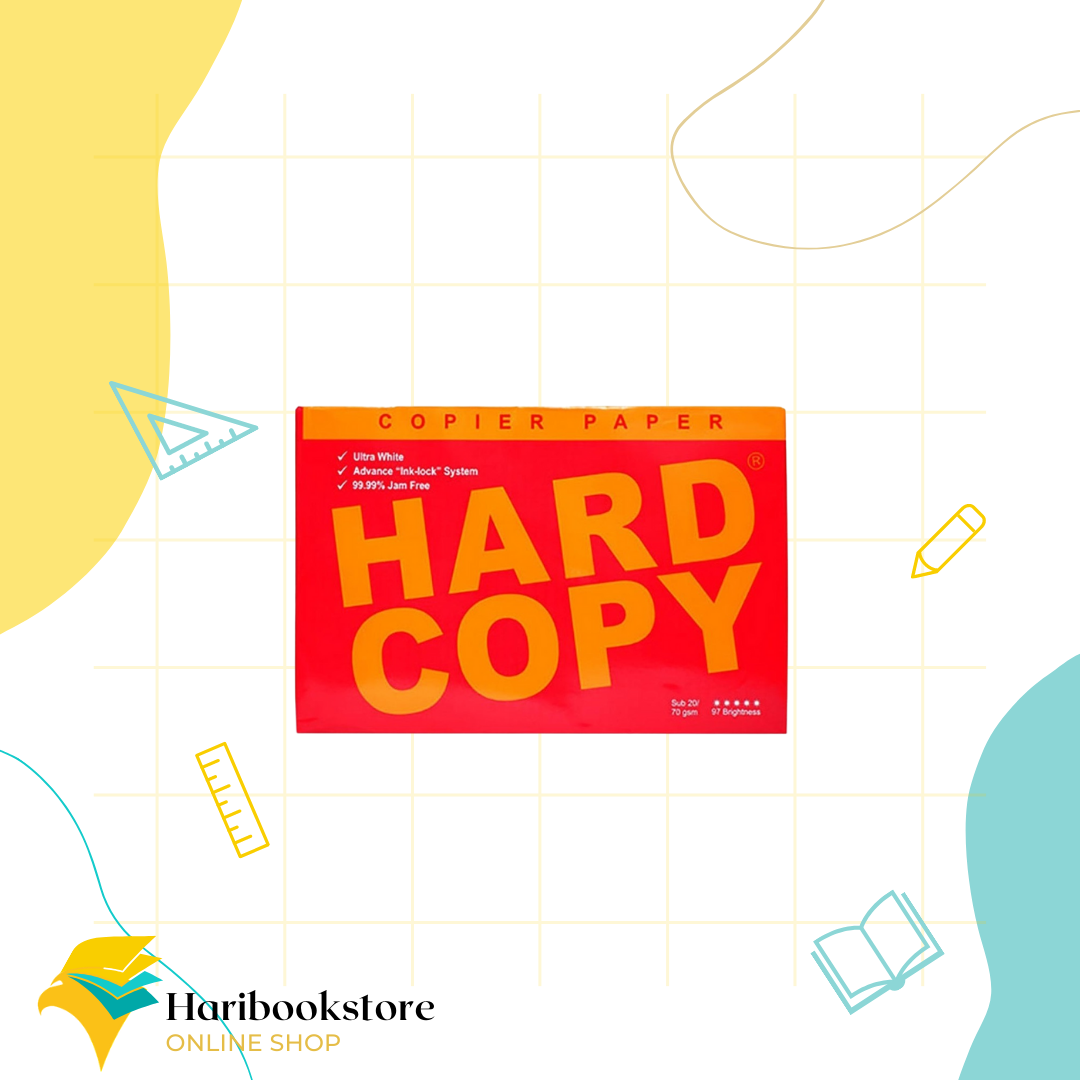 COPIER PAPER
✓ Ultra White
✓ Advance "Ink-lock" System
✓ 99.99% Jam Free
®
HARD
COPY
Sub 20/
70 gsm
97 Brightness
Haribookstore
ONLINE SHOP